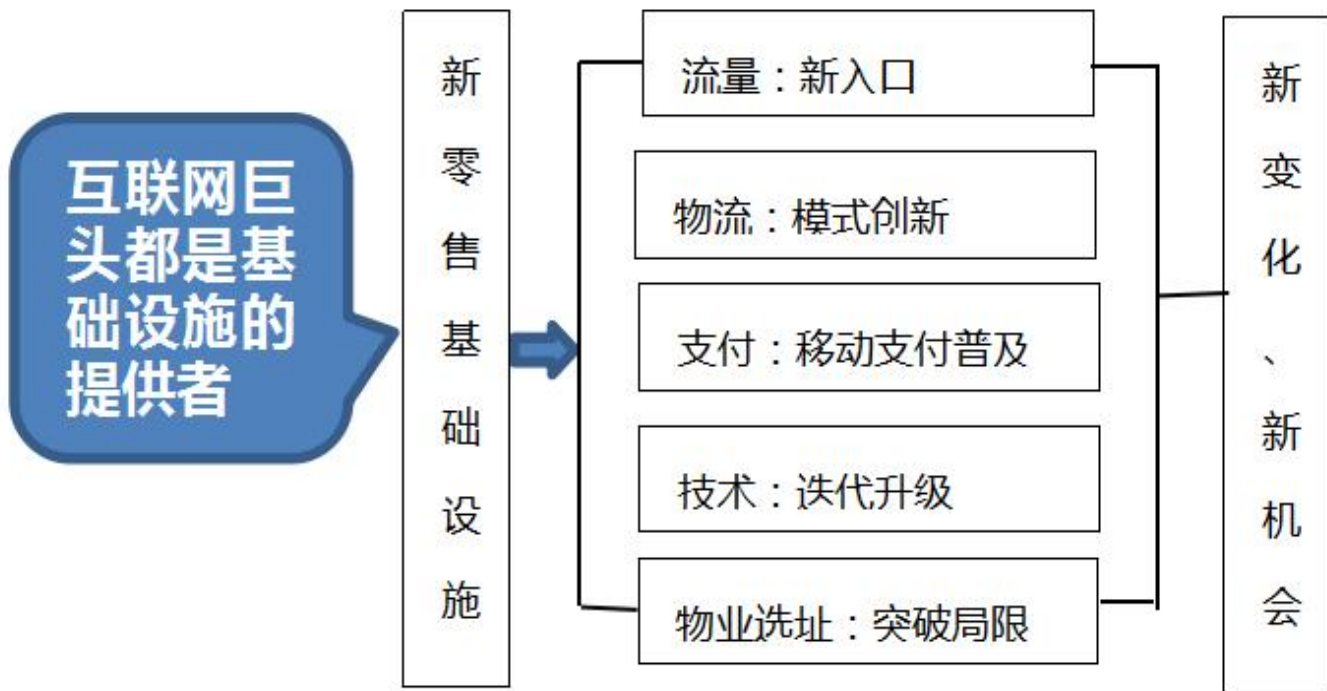 互联网巨
头都是基
础设施的
提供者
新零售基础设施
流量：新入口
物流：模式创新
支付：移动支付普及
技术：迭代升级
物业选址：突破局限
新变化、新机会